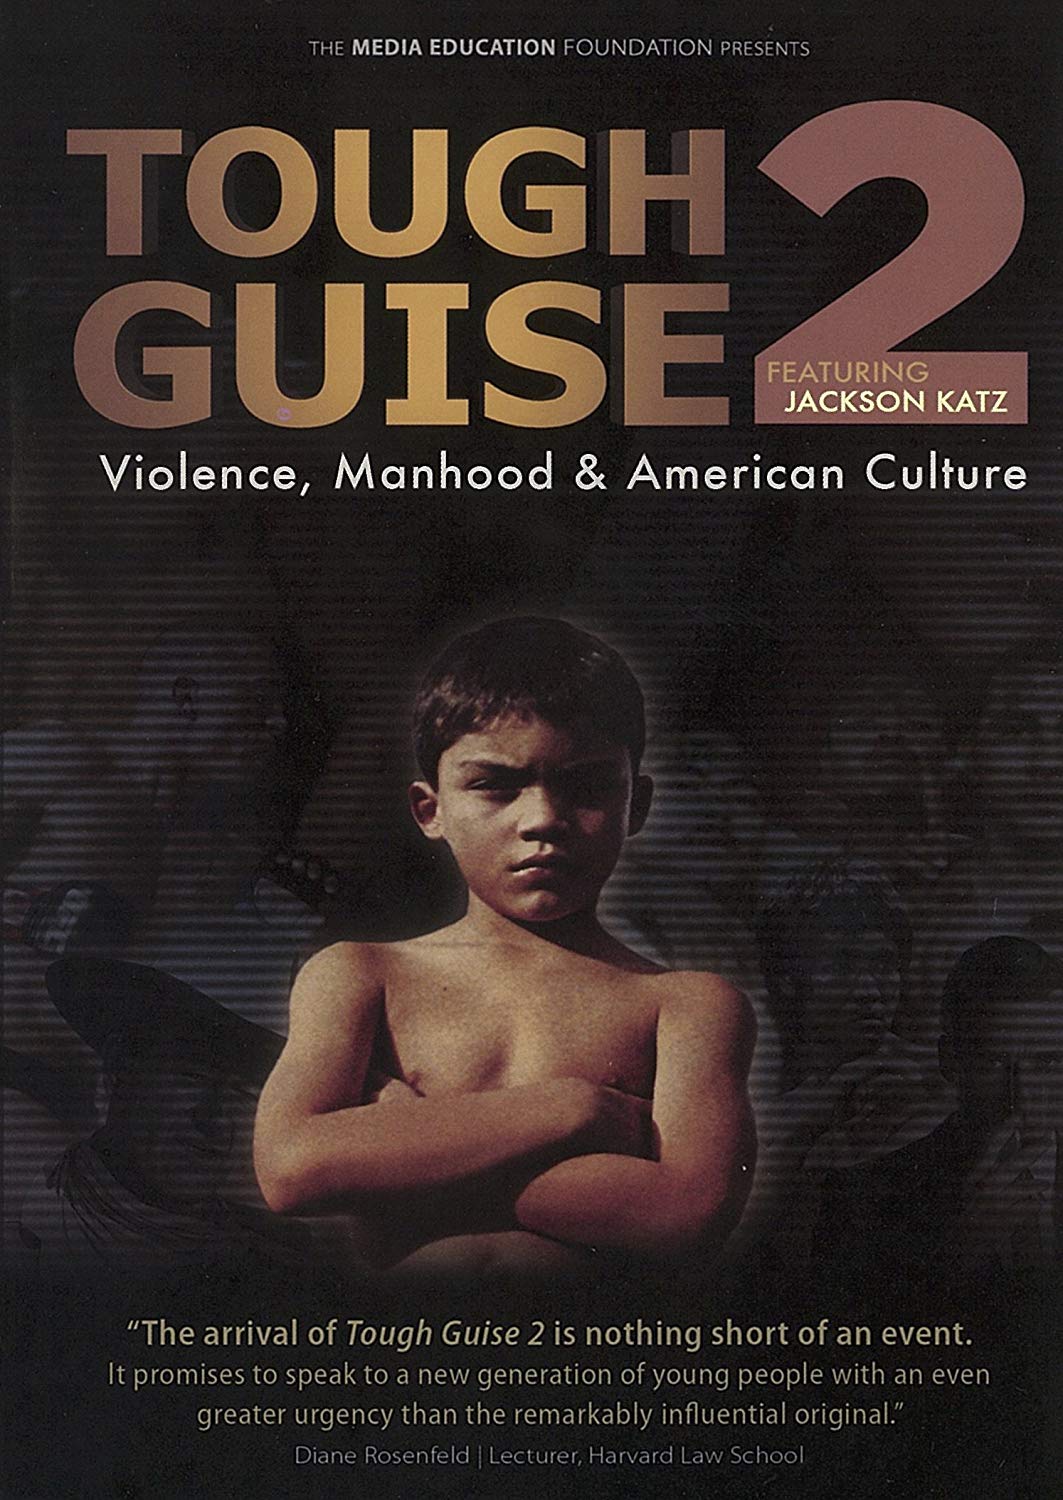 THE MEDIA EDUCATION FOUNDATION PRESENTS
TOUGH
GUISE
2
FEATURING
JACKSON KATZ
Violence, Manhood & American Culture
“The arrival of Tough Guise 2 is nothing short of an event.
It promises to speak to a new generation of young people with an even
greater urgency than the remarkably influential original.”
Diane Rosenfeld | Lecturer, Harvard Law School